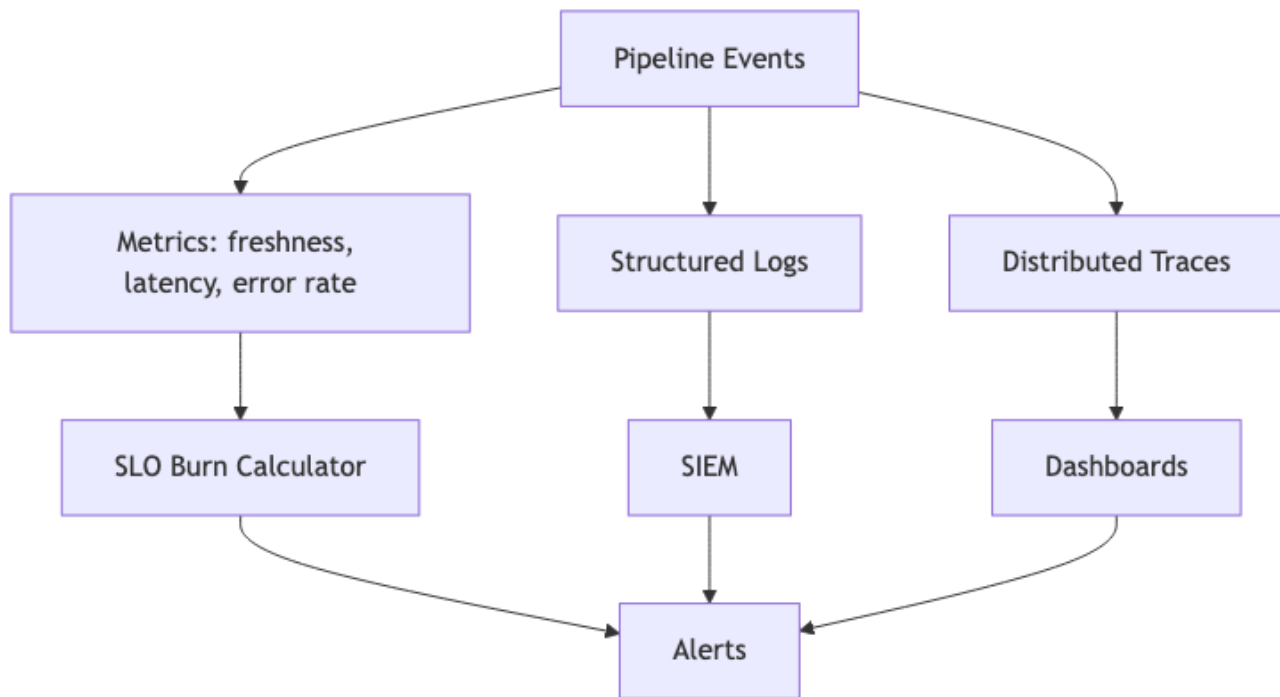 Pipeline Events
Metrics: freshness,
latency, error rate
Structured Logs
Distributed Traces
SLO Burn Calculator
SIEM
Dashboards
Alerts